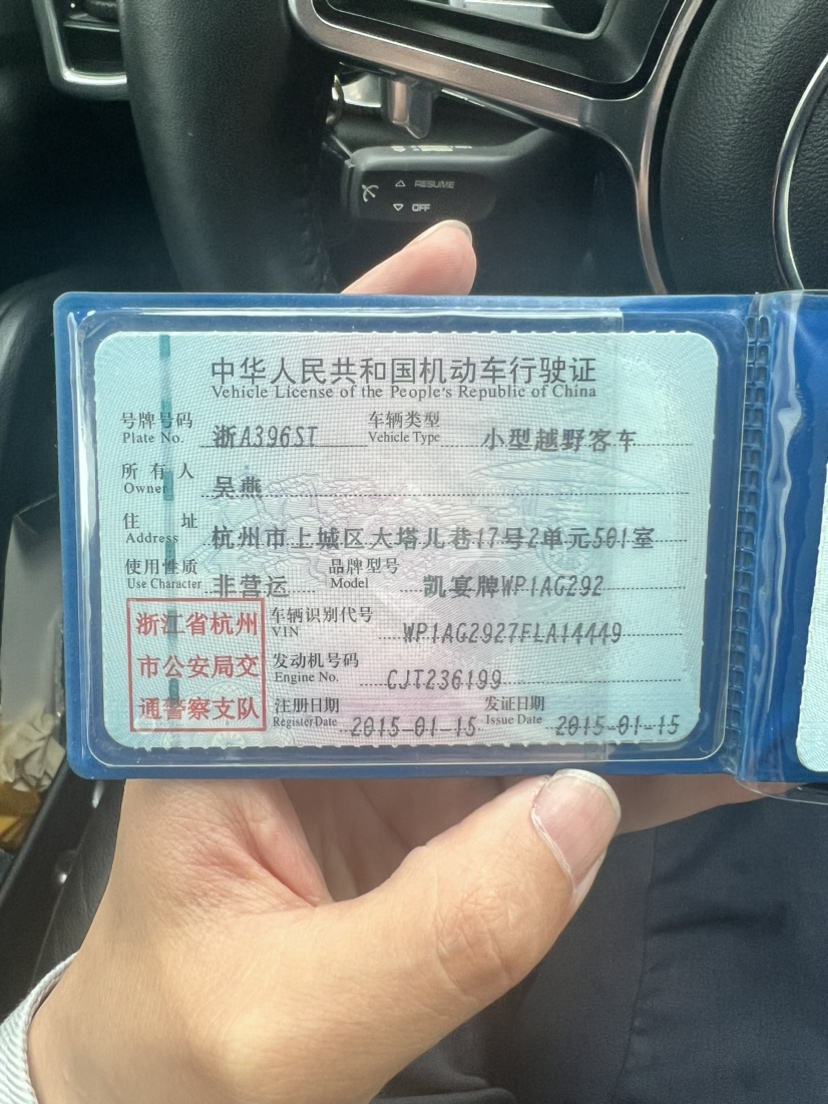 RESUME
OFF
中华人民共和国机动车行驶证
Vehicle License of the People's Republic of China
号牌号码 浙A396ST 车辆类型 小型越野客车
Plate No. Vehicle Type
所有人 吴燕
Owner
住址 杭州市上城区大塔儿巷17号2单元501室
Address
使用性质 非营运 品牌型号 凯宴牌WP1AG292
Use Character Model
浙江省杭州
市公安局交
通警察支队
车辆识别代号 WP1AG2927FLA14449
VIN
发动机号码 CJT236199
Engine No.
注册日期 2015-01-15 发证日期 2015-01-15
Register Date Issue Date